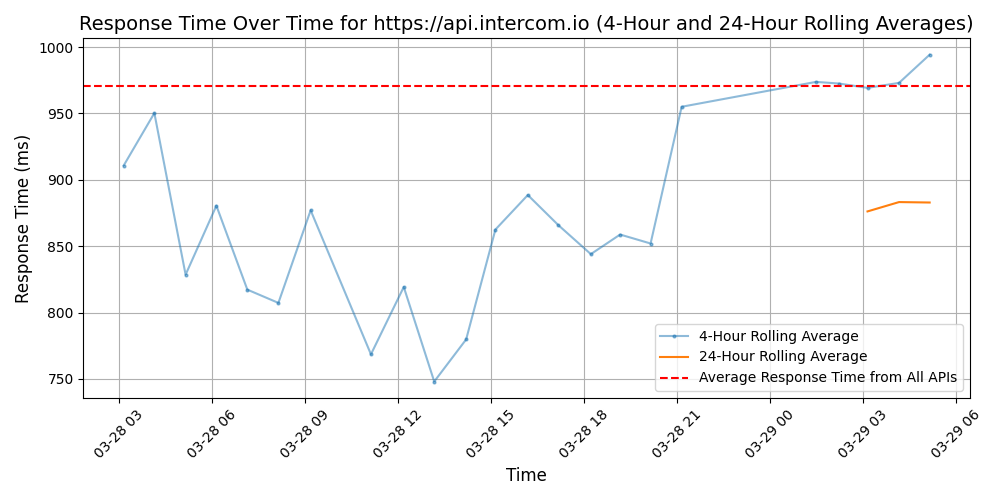 Response Time Over Time for https://api.intercom.io (4-Hour and 24-Hour Rolling Averages)
Response Time (ms)
1000
950
900
850
800
750
4-Hour Rolling Average
24-Hour Rolling Average
Average Response Time from All APIs
03-28 03
03-28 06
03-28 09
03-28 12
03-28 15
03-28 18
03-28 21
03-29 00
03-29 03
03-29 06
Time